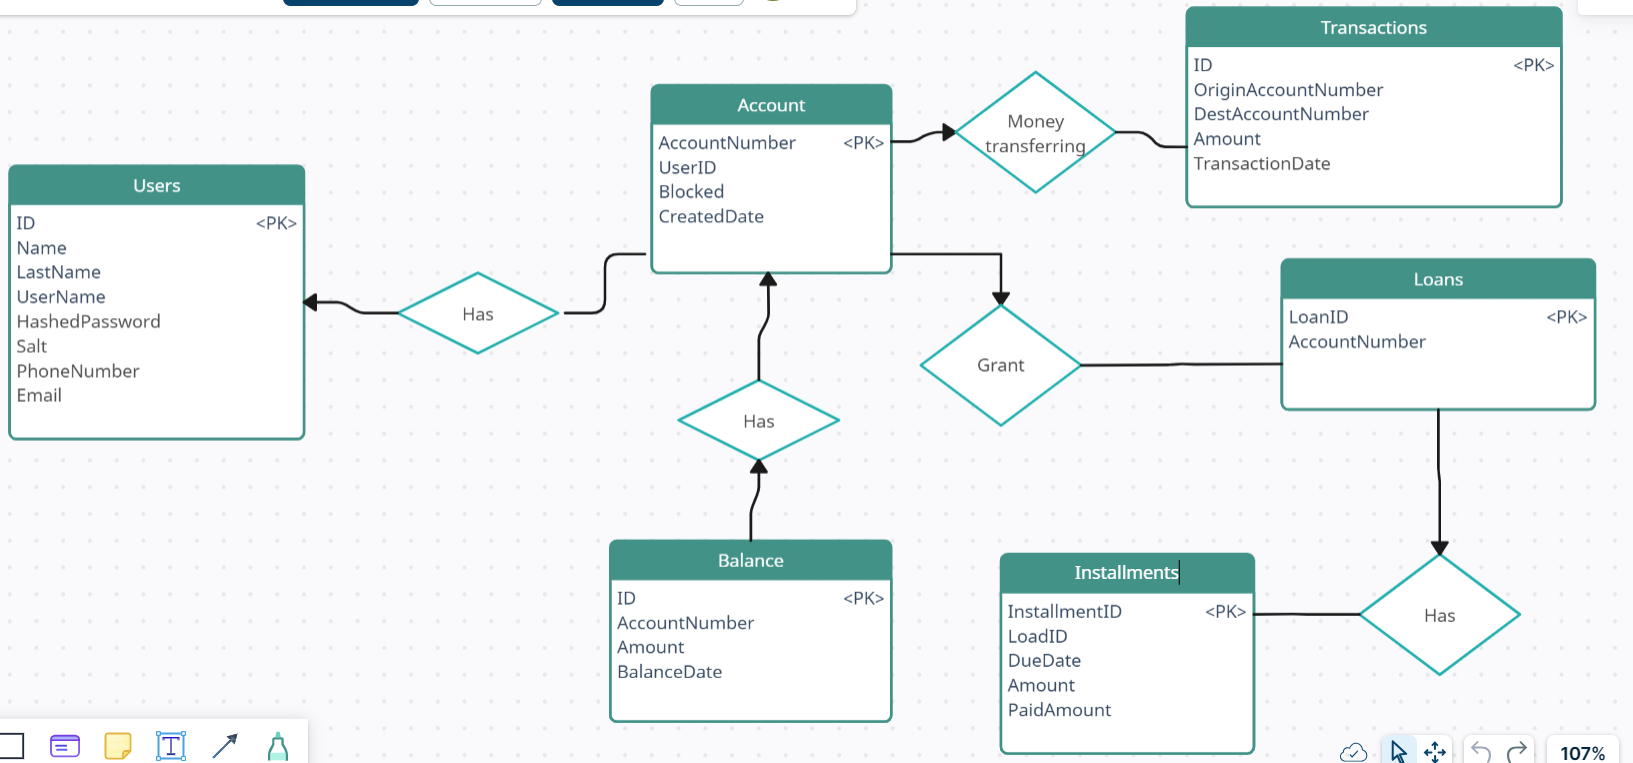 Transactions
ID <PK>
OriginAccountNumber
DestAccountNumber
Amount
TransactionDate
Account
AccountNumber <PK>
UserID
Blocked
CreatedDate
Money
transferring
Users
ID <PK>
Name
LastName
UserName
HashedPassword
Salt
PhoneNumber
Email
Has
Loans
LoanID <PK>
AccountNumber
Grant
Has
Balance
ID <PK>
AccountNumber
Amount
BalanceDate
Installments
InstallmentID <PK>
LoadID
DueDate
Amount
PaidAmount
Has
T
107%